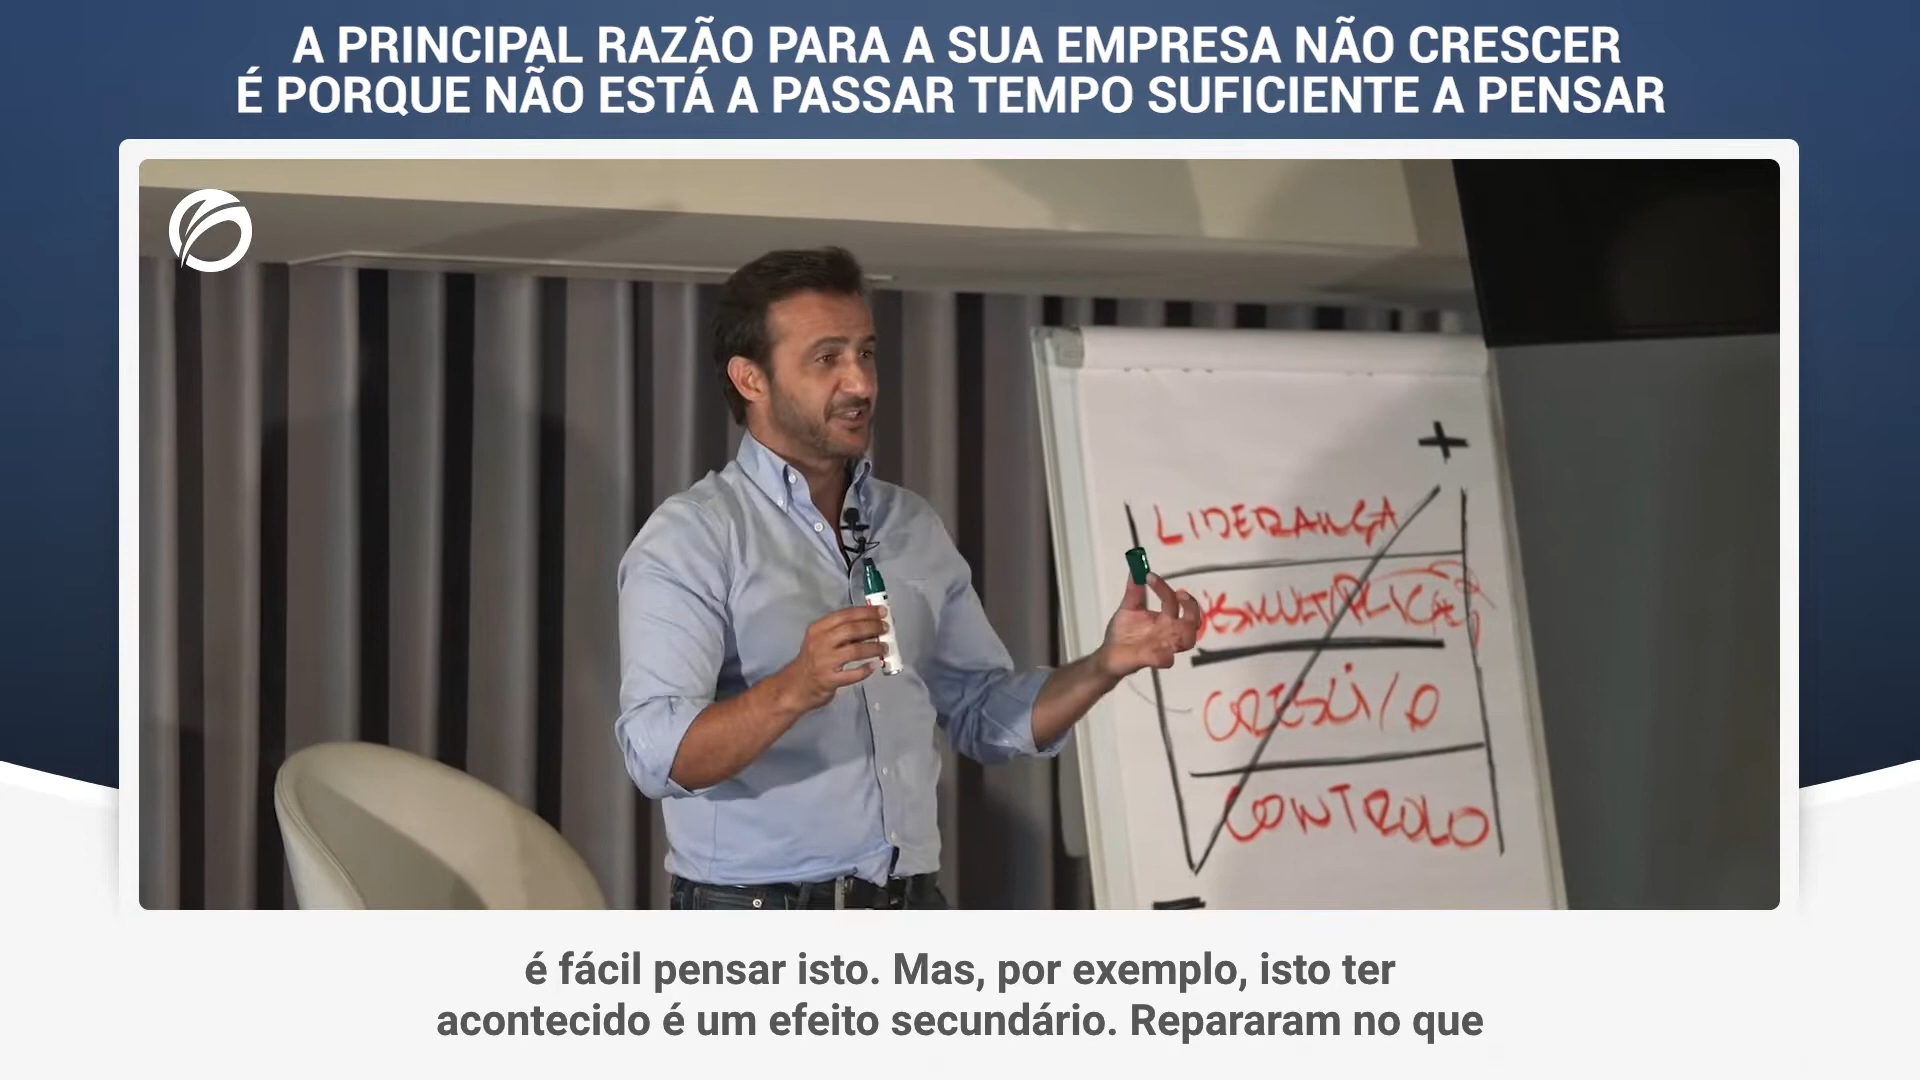 A PRINCIPAL RAZÃO PARA A SUA EMPRESA NÃO CRESCER
É PORQUE NÃO ESTÁ A PASSAR TEMPO SUFICIENTE A PENSAR
+
LIDERANÇA
CONTROLO
é fácil pensar isto. Mas, por exemplo, isto ter
acontecido é um efeito secundário. Repararam no que